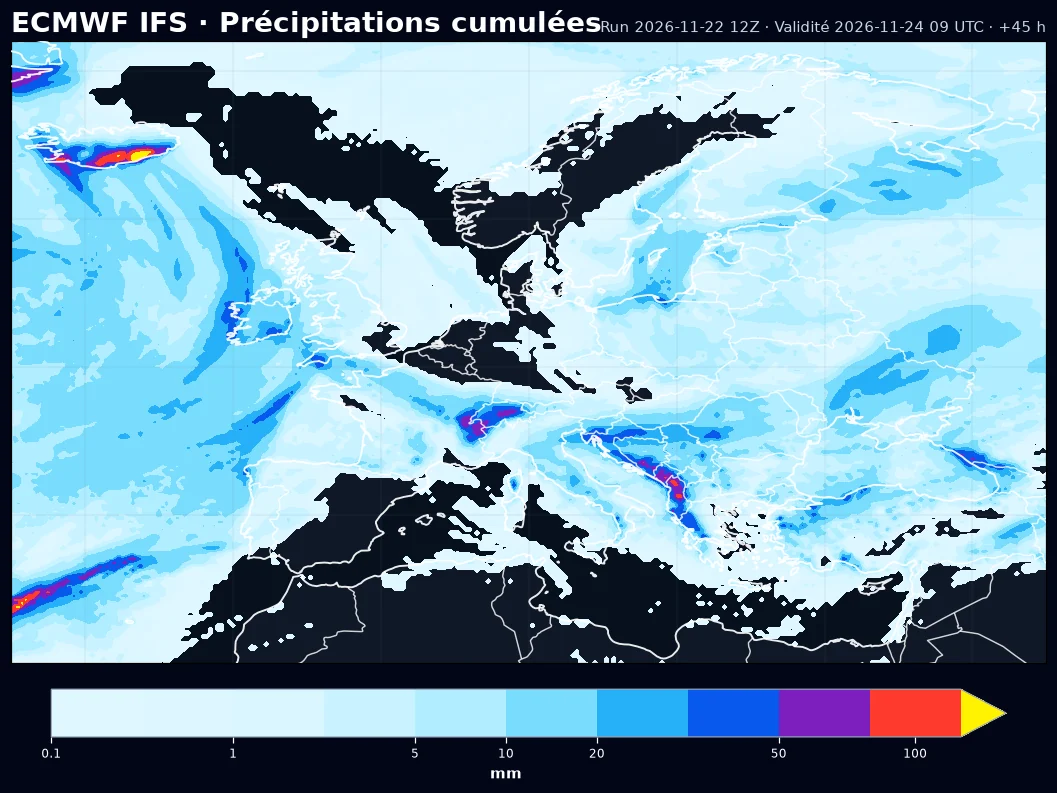 ECMWF IFS · Précipitations cumulées
Run 2026-11-22 12Z · Validité 2026-11-24 09 UTC · +45 h
0.1 1 5 10 20 50 100
mm